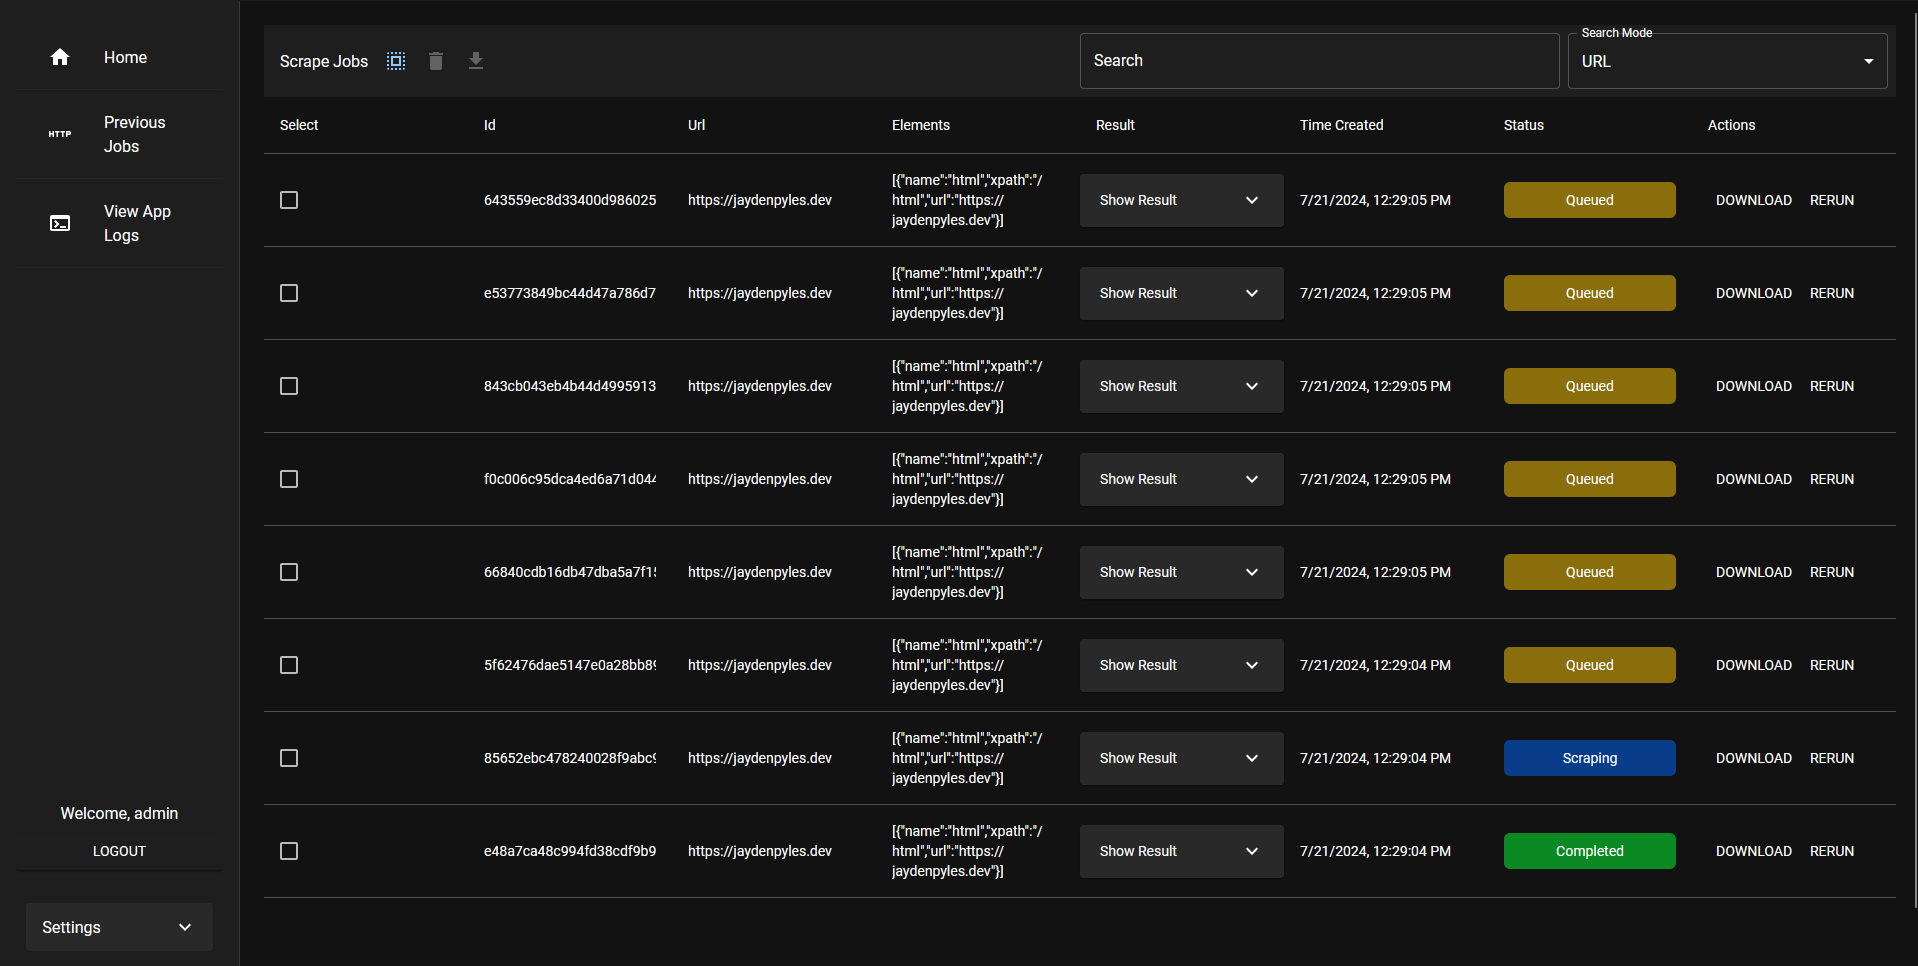 Home
HTTP
Previous
Jobs
View App
Logs
Welcome, admin
LOGOUT
Settings
Scrape Jobs
Search
Search Mode
URL
Select Id Url Elements Result Time Created Status Actions
643559ec8d33400d986025 https://jaydenpyles.dev [{"name":"html","xpath":"/
html","url":"https://
jaydenpyles.dev"}] Show Result 7/21/2024, 12:29:05 PM Queued DOWNLOAD RERUN
e53773849bc44d47a786d7 https://jaydenpyles.dev [{"name":"html","xpath":"/
html","url":"https://
jaydenpyles.dev"}] Show Result 7/21/2024, 12:29:05 PM Queued DOWNLOAD RERUN
843cb043eb4b44d4995913 https://jaydenpyles.dev [{"name":"html","xpath":"/
html","url":"https://
jaydenpyles.dev"}] Show Result 7/21/2024, 12:29:05 PM Queued DOWNLOAD RERUN
f0c006c95dca4ed6a71d044 https://jaydenpyles.dev [{"name":"html","xpath":"/
html","url":"https://
jaydenpyles.dev"}] Show Result 7/21/2024, 12:29:05 PM Queued DOWNLOAD RERUN
66840cdb16db47dba5a7f15 https://jaydenpyles.dev [{"name":"html","xpath":"/
html","url":"https://
jaydenpyles.dev"}] Show Result 7/21/2024, 12:29:05 PM Queued DOWNLOAD RERUN
5f62476dae5147e0a28bb89 https://jaydenpyles.dev [{"name":"html","xpath":"/
html","url":"https://
jaydenpyles.dev"}] Show Result 7/21/2024, 12:29:04 PM Queued DOWNLOAD RERUN
85652ebc478240028f9abc9 https://jaydenpyles.dev [{"name":"html","xpath":"/
html","url":"https://
jaydenpyles.dev"}] Show Result 7/21/2024, 12:29:04 PM Scraping DOWNLOAD RERUN
e48a7ca48c994fd38cdf9b9 https://jaydenpyles.dev [{"name":"html","xpath":"/
html","url":"https://
jaydenpyles.dev"}] Show Result 7/21/2024, 12:29:04 PM Completed DOWNLOAD RERUN